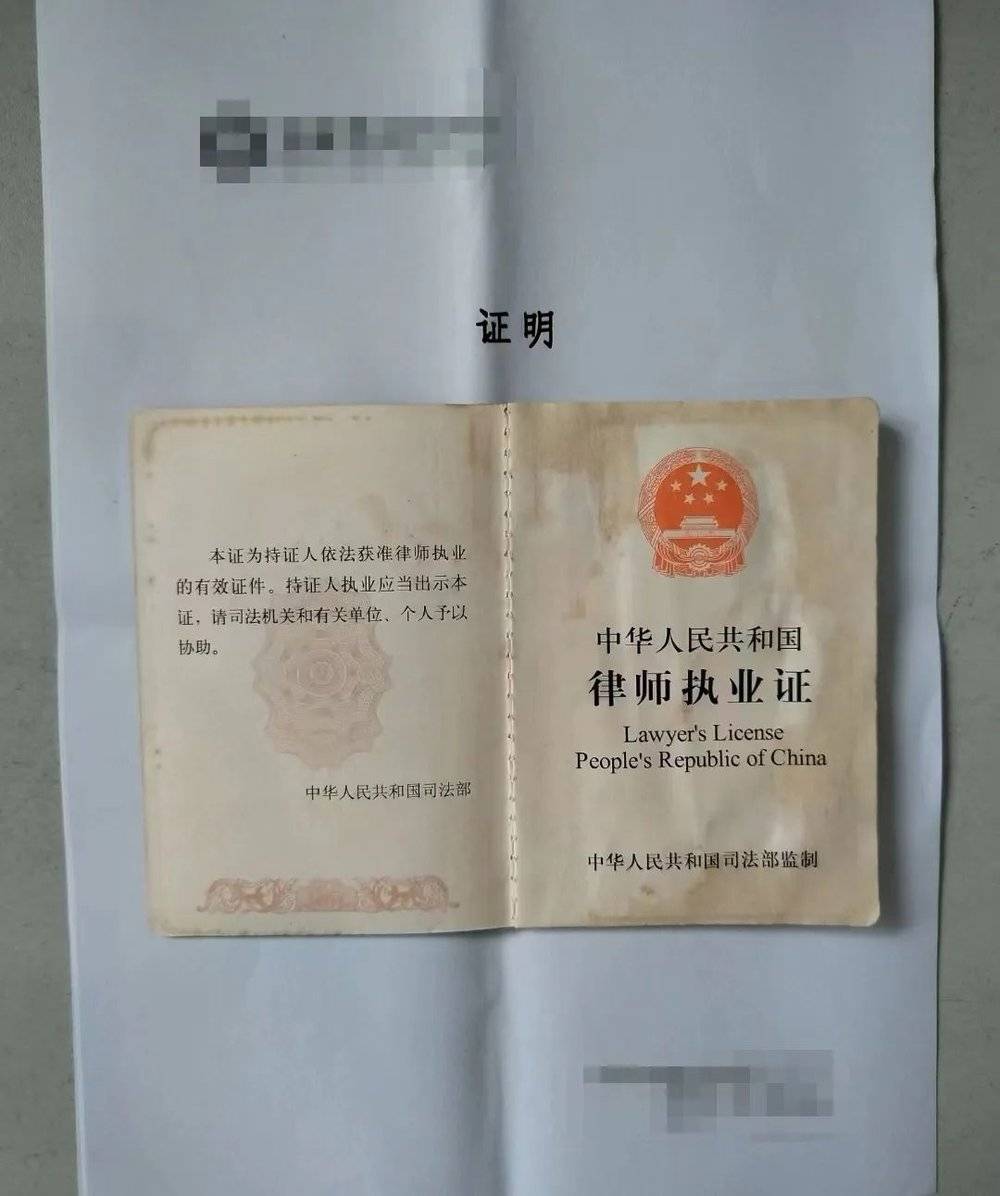 证明
本证为持证人依法获准律师执业
的有效证件。持证人执业应当出示本
证，请司法机关和有关单位、个人予以
协助。
中华人民共和国司法部
中华人民共和国
律师执业证
Lawyer's License
People's Republic of China
中华人民共和国司法部监制